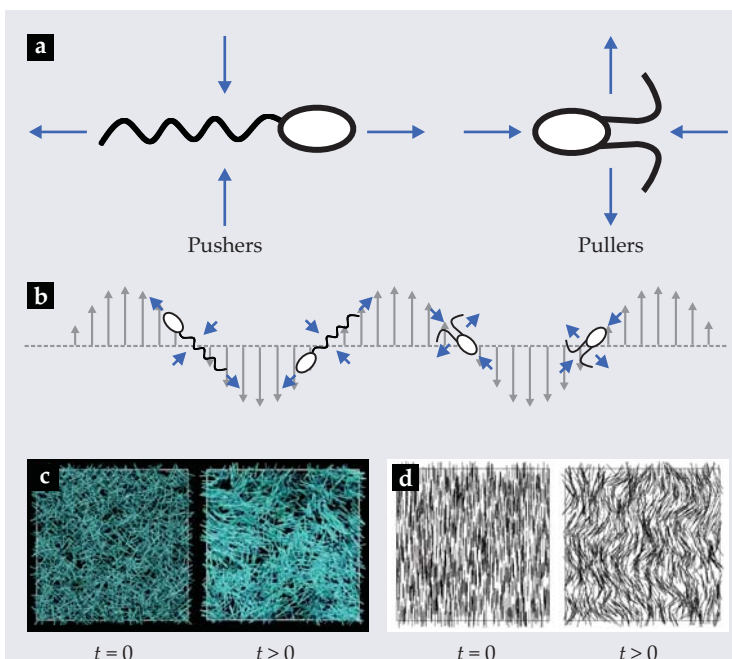 a
Pushers
Pullers
b
c
d
t = 0
t > 0
t = 0
t > 0